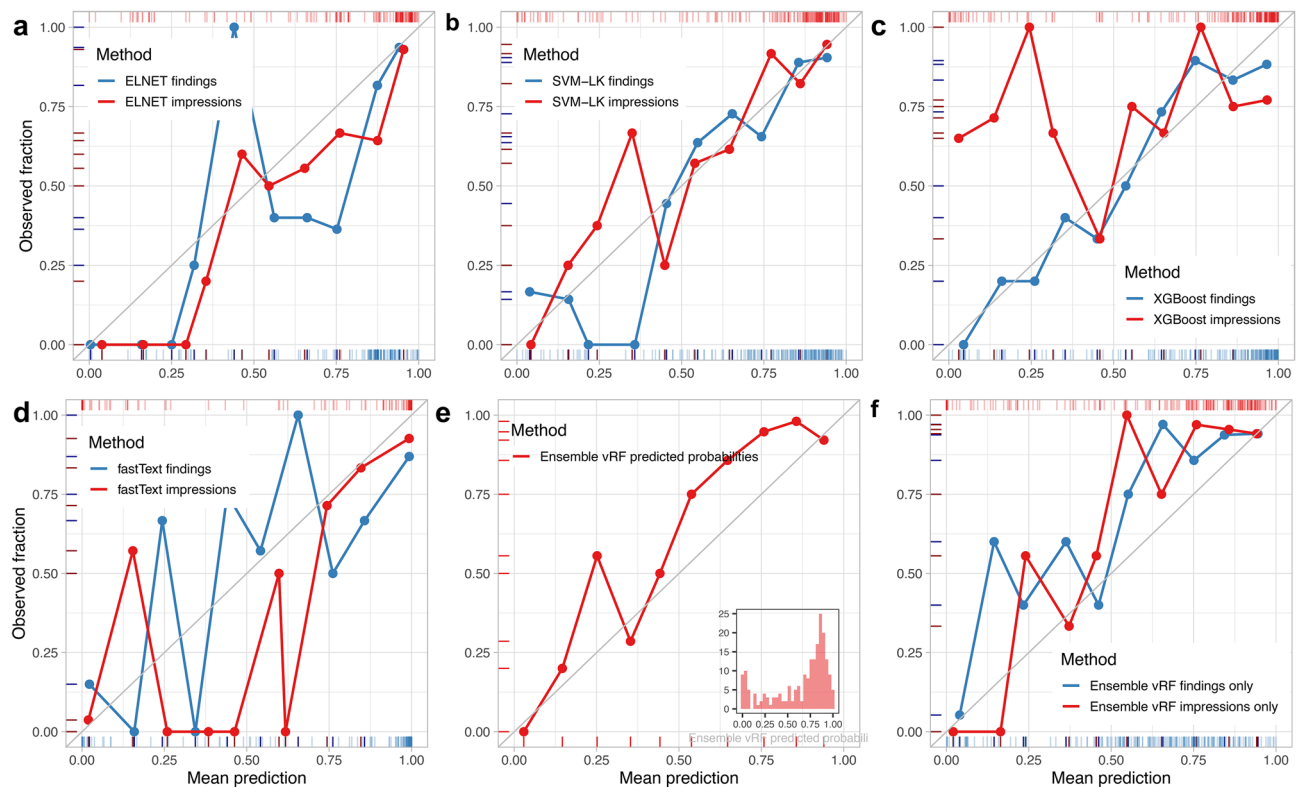 a
Method
ELNET findings
ELNET impressions
1.00
0.75
0.50
0.25
0.00
Observed fraction
0.00 0.25 0.50 0.75 1.00
b
Method
SVM-LK findings
SVM-LK impressions
1.00
0.75
0.50
0.25
0.00
0.00 0.25 0.50 0.75 1.00
c
1.00
0.75
0.50
0.25
0.00
Method
XGBoost findings
XGBoost impressions
0.00 0.25 0.50 0.75 1.00
d
Method
fastText findings
fastText impressions
1.00
0.75
0.50
0.25
0.00
Observed fraction
0.00 0.25 0.50 0.75 1.00
Mean prediction
e
Method
Ensemble vRF predicted probabilities
1.00
0.75
0.50
0.25
0.00
25
20
15
10
5
0
0.00 0.25 0.50 0.75 1.00
Ensemble vRF predicted probabili
0.00 0.25 0.50 0.75 1.00
Mean prediction
f
1.00
0.75
0.50
0.25
0.00
Method
Ensemble vRF findings only
Ensemble vRF impressions only
0.00 0.25 0.50 0.75 1.00
Mean prediction